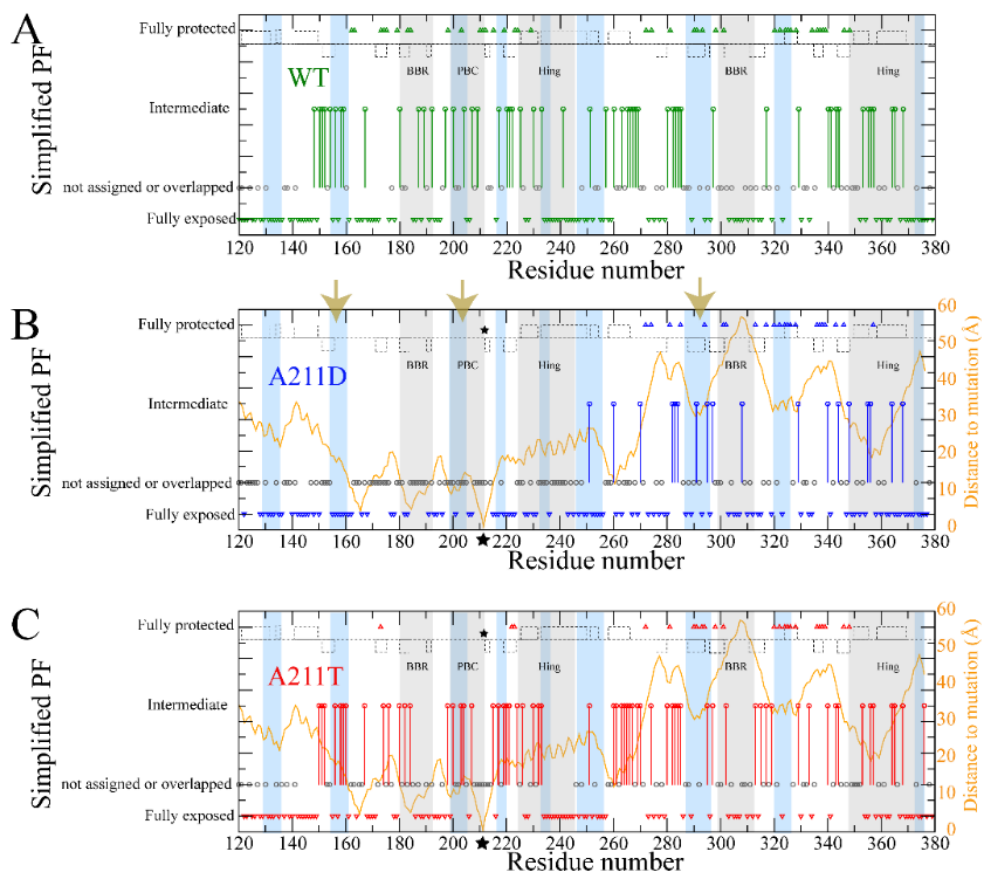 A
Simplified PF
Fully protected
Intermediate
not assigned or overlapped
Fully exposed
WT
BBR
PBC
Hing
BBR
Hing
120 140 160 180 200 220 240 260 280 300 320 340 360 380
Residue number
B
Simplified PF
Fully protected
Intermediate
not assigned or overlapped
Fully exposed
A211D
BBR
PBC
Hing
BBR
Hing
60
50
40
30
20
10
0
Distance to mutation (Å)
120 140 160 180 200 220 240 260 280 300 320 340 360 380
Residue number
C
Simplified PF
Fully protected
Intermediate
not assigned or overlapped
Fully exposed
A211T
BBR
PBC
Hing
BBR
Hing
60
50
40
30
20
10
0
Distance to mutation (Å)
120 140 160 180 200 220 240 260 280 300 320 340 360 380
Residue number